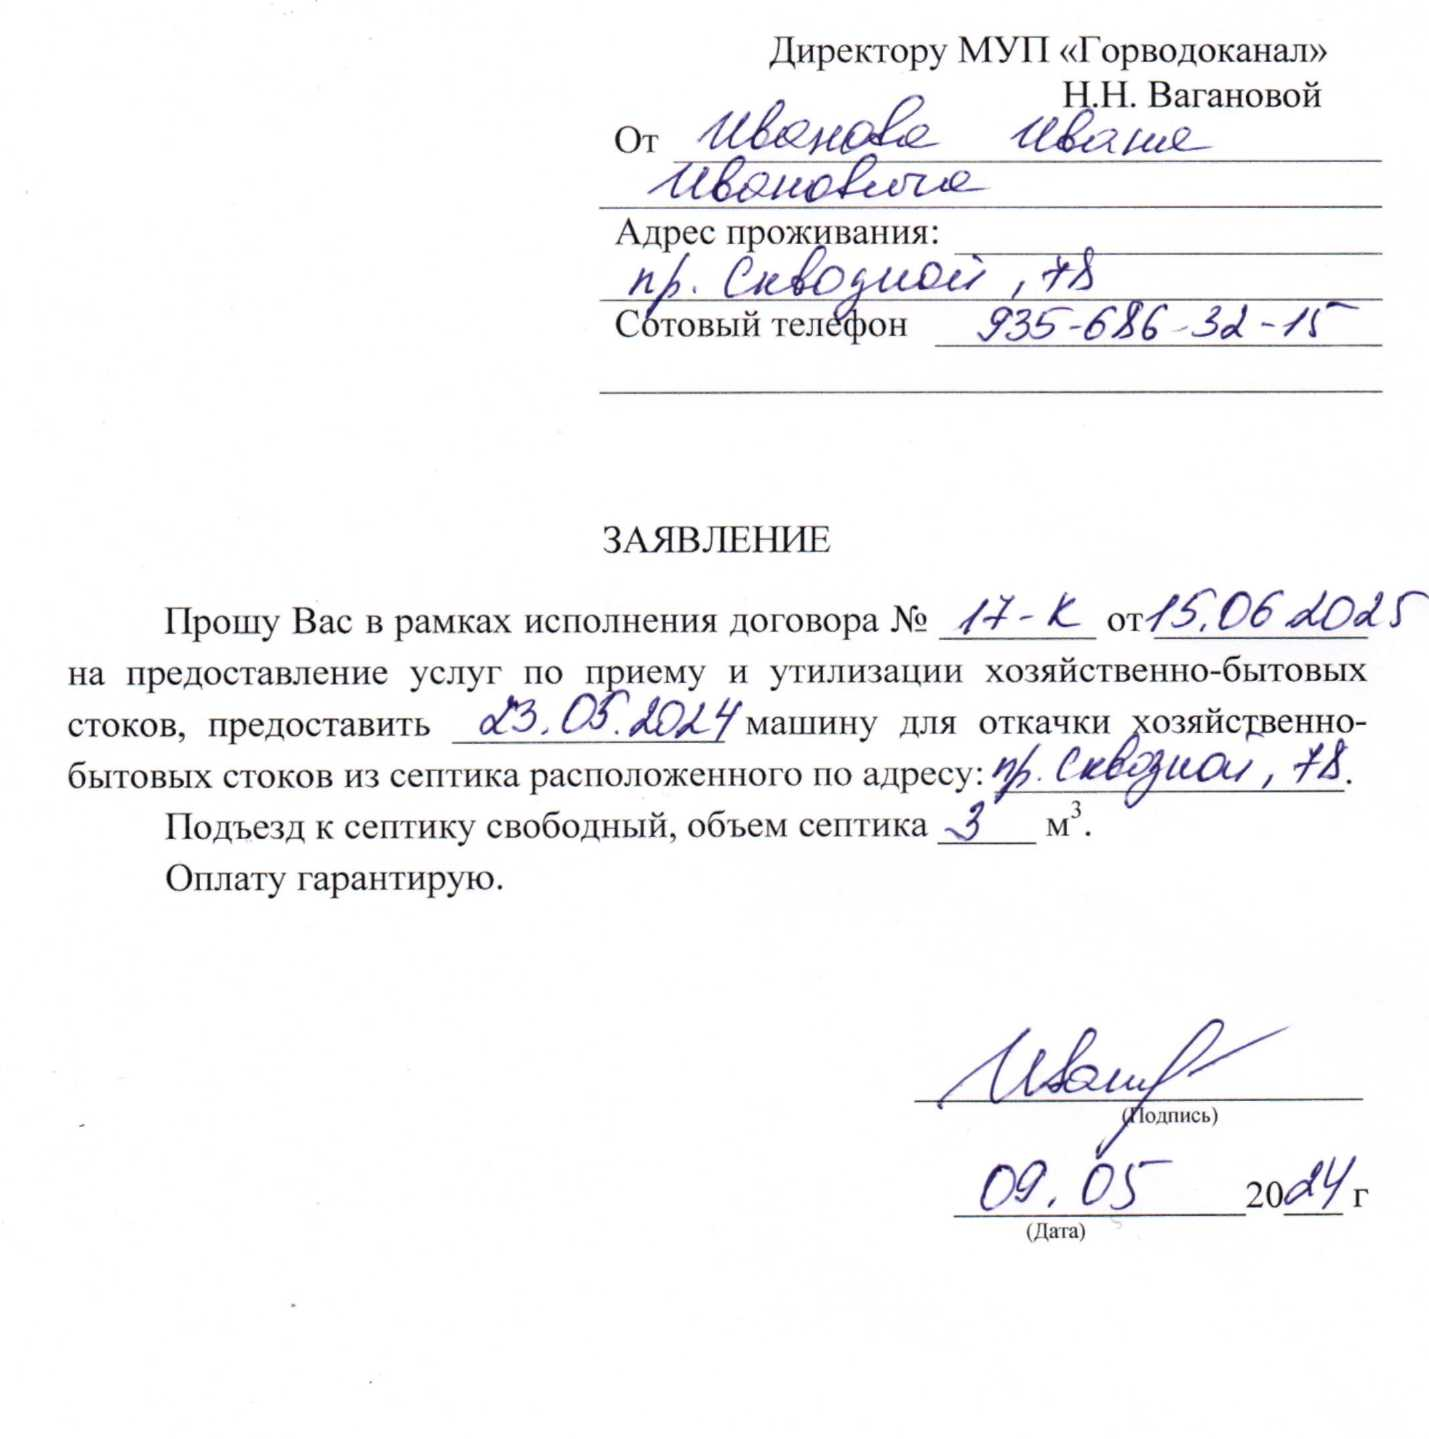 Директору МУП «Горводоканал»
Н.Н. Вагановой
От Иванова Ивана
Ивановича
Адрес проживания:
пр. Сквозной, 78
Сотовый телефон 935-686-32-15
ЗАЯВЛЕНИЕ
Прошу Вас в рамках исполнения договора № 17-К от 15.06 2025
на предоставление услуг по приему и утилизации хозяйственно-бытовых
стоков, предоставить 23.05.2024 машину для откачки хозяйственно-
бытовых стоков из септика расположенного по адресу: пр. Сквозной, 78.
Подъезд к септику свободный, объем септика 3 м³.
Оплату гарантирую.
(Подпись)
09.05 2024 г
(Дата)